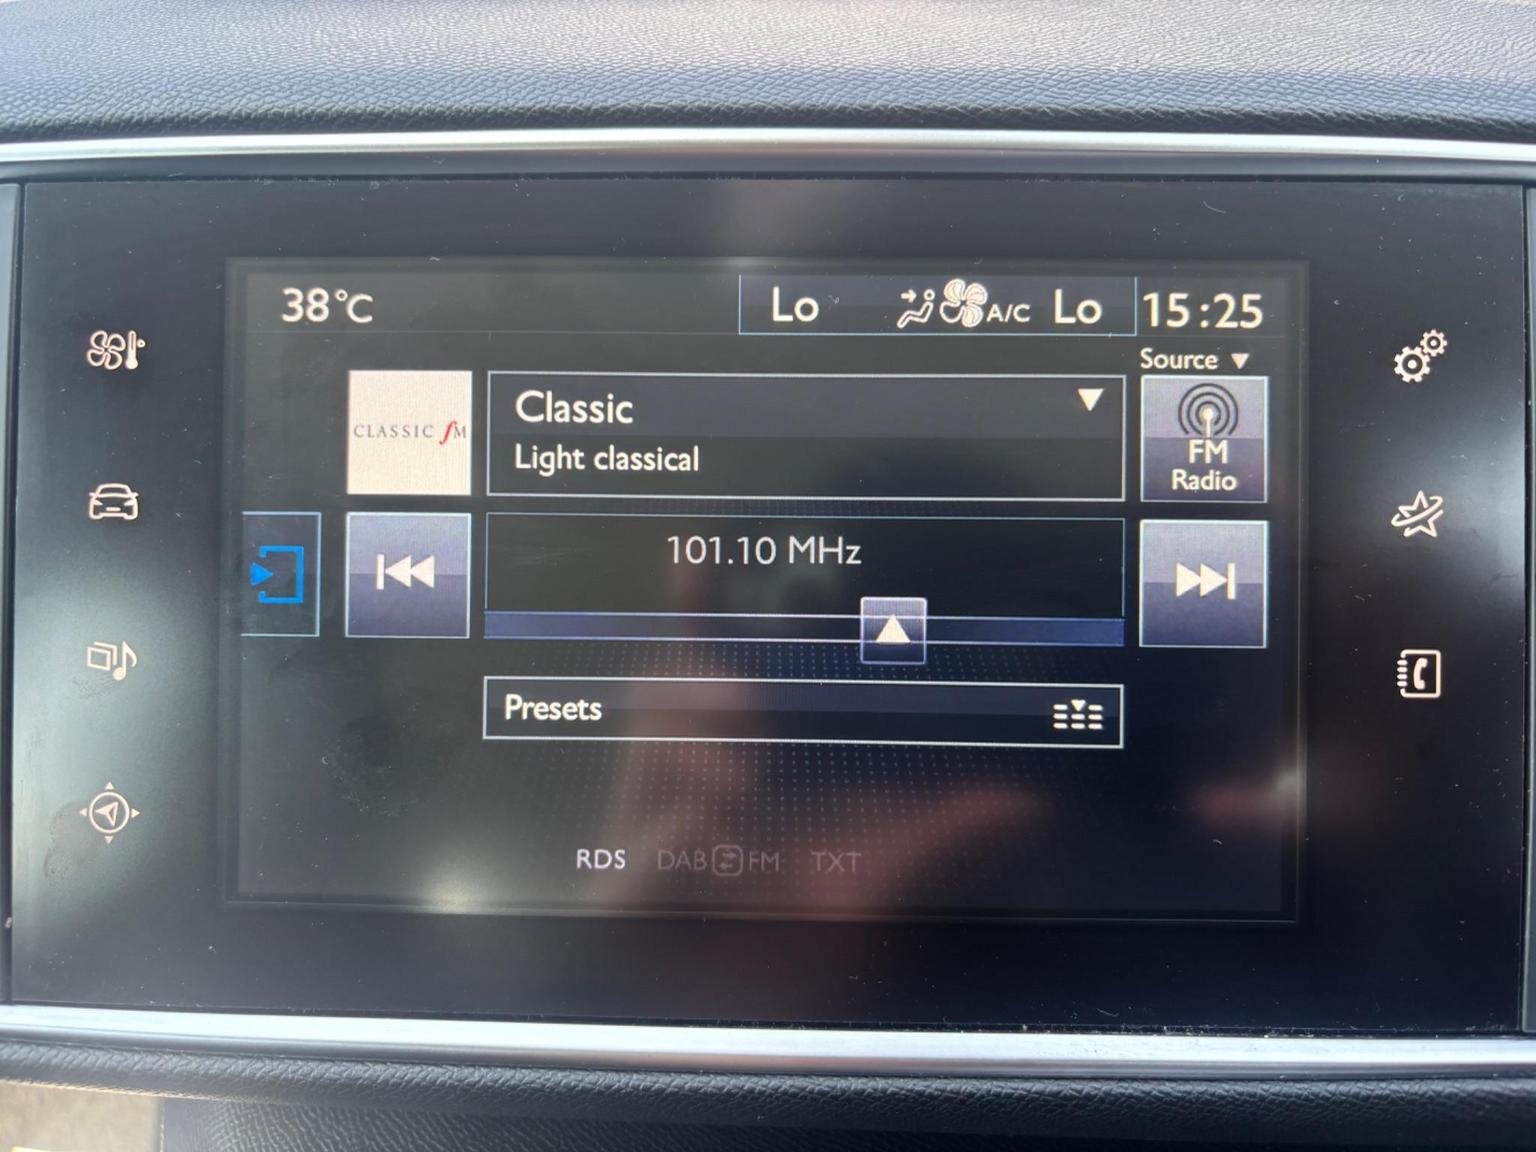 38°C
Lo A/C Lo 15:25
Source
CLASSIC fM
Classic
Light classical
FM
Radio
101.10 MHz
Presets
RDS DAB FM TXT